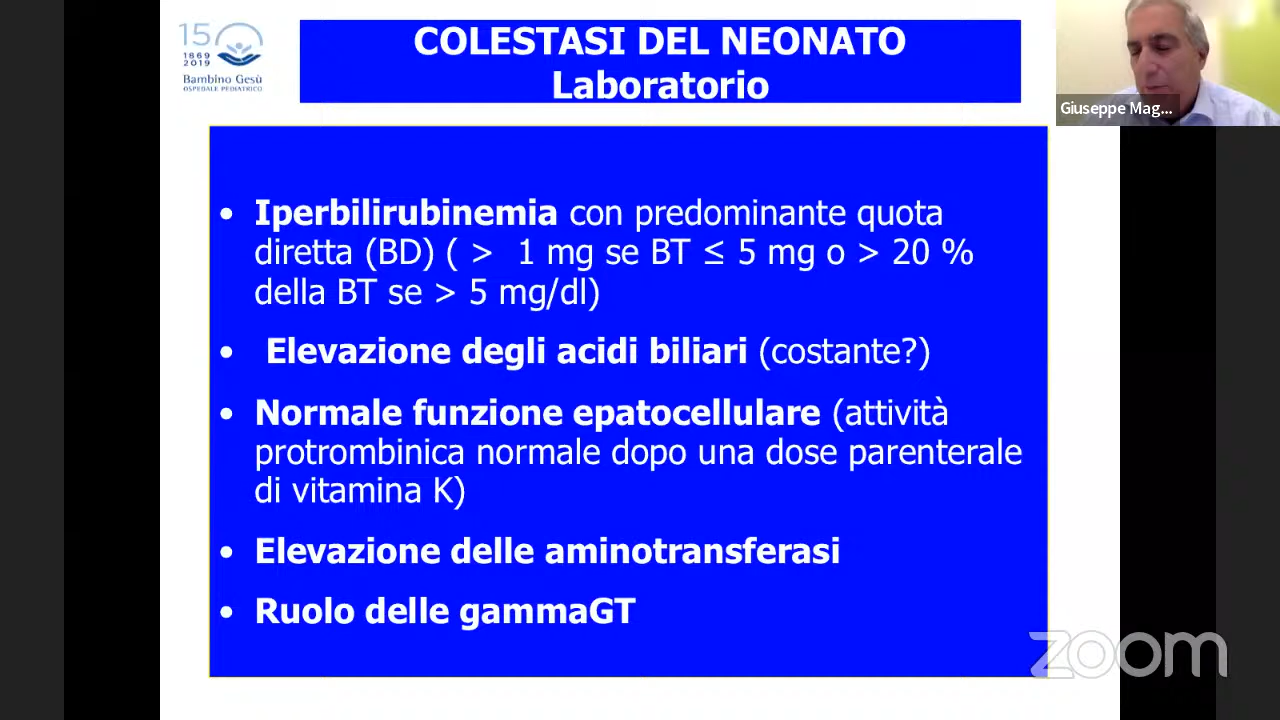 150
1869
2019
Bambino Gesù
OSPEDALE PEDIATRICO
COLESTASI DEL NEONATO
Laboratorio
Giuseppe Mag...
• Iperbilirubinemia con predominante quota
diretta (BD) ( > 1 mg se BT ≤ 5 mg o > 20 %
della BT se > 5 mg/dl)
• Elevazione degli acidi biliari (costante?)
• Normale funzione epatocellulare (attività
protrombinica normale dopo una dose parenterale
di vitamina K)
• Elevazione delle aminotransferasi
• Ruolo delle gammaGT
zoom